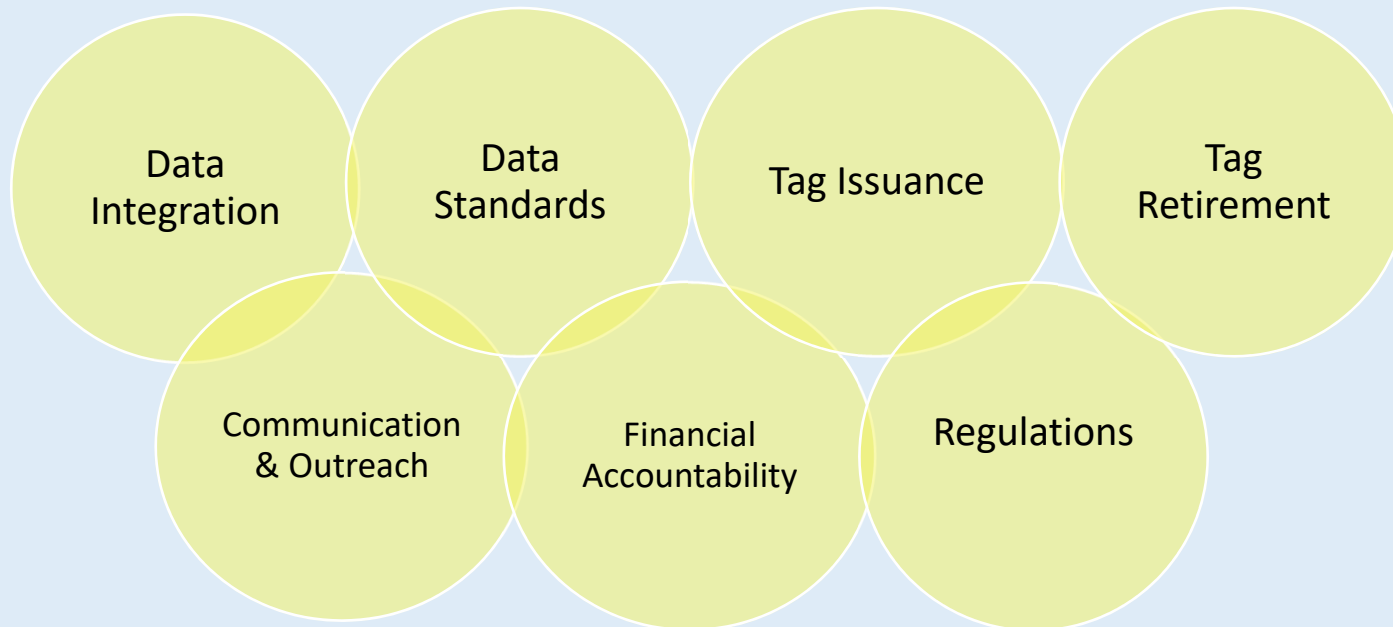 Data
Integration
Data
Standards
Tag Issuance
Tag
Retirement
Communication
& Outreach
Financial
Accountability
Regulations